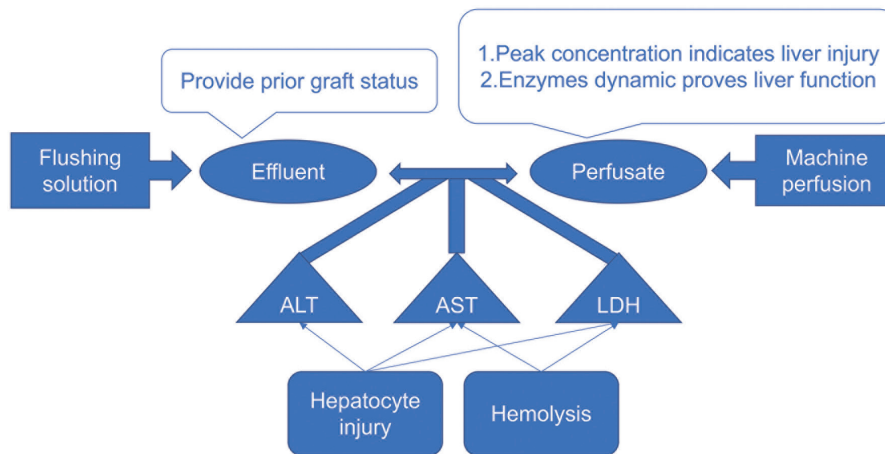 Provide prior graft status
1.Peak concentration indicates liver injury
2.Enzymes dynamic proves liver function
Flushing
solution
Effluent
Perfusate
Machine
perfusion
ALT
AST
LDH
Hepatocyte
injury
Hemolysis